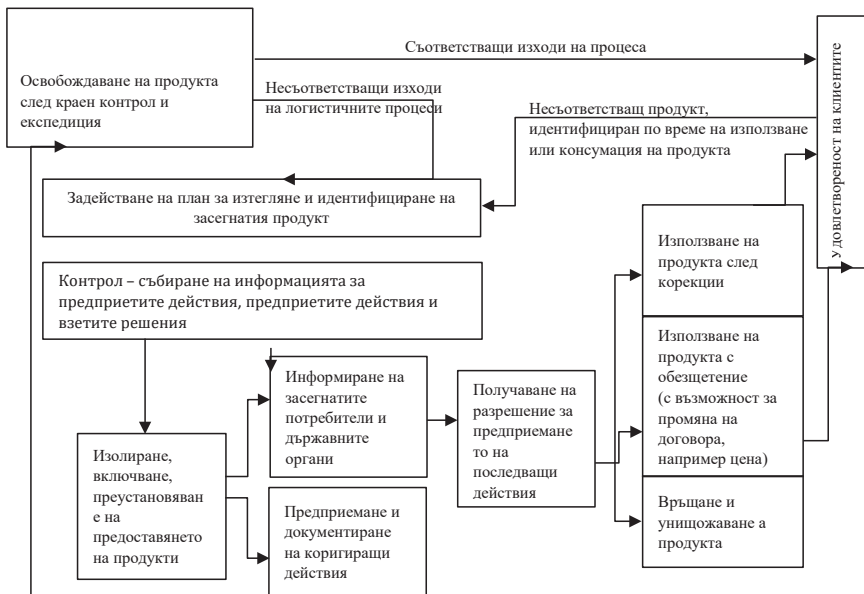 Съответстващи изходи на процеса
Освобождаване на продукта
след краен контрол и
експедиция
Несъответстващи изходи
на логистичните процеси
Несъответстващ продукт,
идентифициран по време на използване
или консумация на продукта
Удовлетвореност на клиентите
Задействане на план за изтегляне и идентифициране на
засегнатия продукт
Контрол – събиране на информацията за
предприетите действия, предприетите действия и
взетите решения
Използване на
продукта след
корекции
Информиране на
засегнатите
потребители и
държавните
органи
Получаване на
разрешение за
предприемане
то на
последващи
действия
Използване на
продукта с
обезщетение
(с възможност за
промяна на
договора,
например цена)
Изолиране,
включване,
преустановяван
е на
предоставянето
на продукти
Предприемане и
документиране
на коригиращи
действия
Връщане и
унищожаване а
продукта